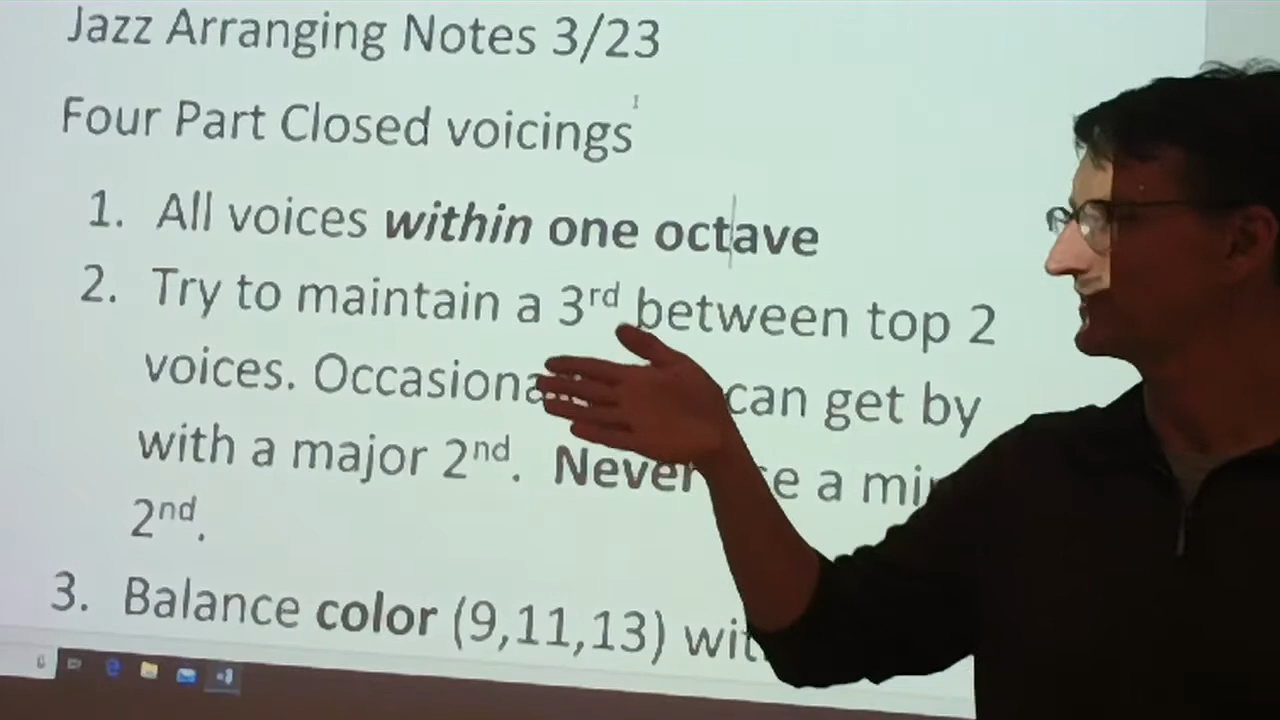 Jazz Arranging Notes 3/23
Four Part Closed voicings
1. All voices within one octave
2. Try to maintain a 3rd between top 2
voices. can get by
with a major 2nd. Never a
2nd.
3. Balance color (9,11,13)